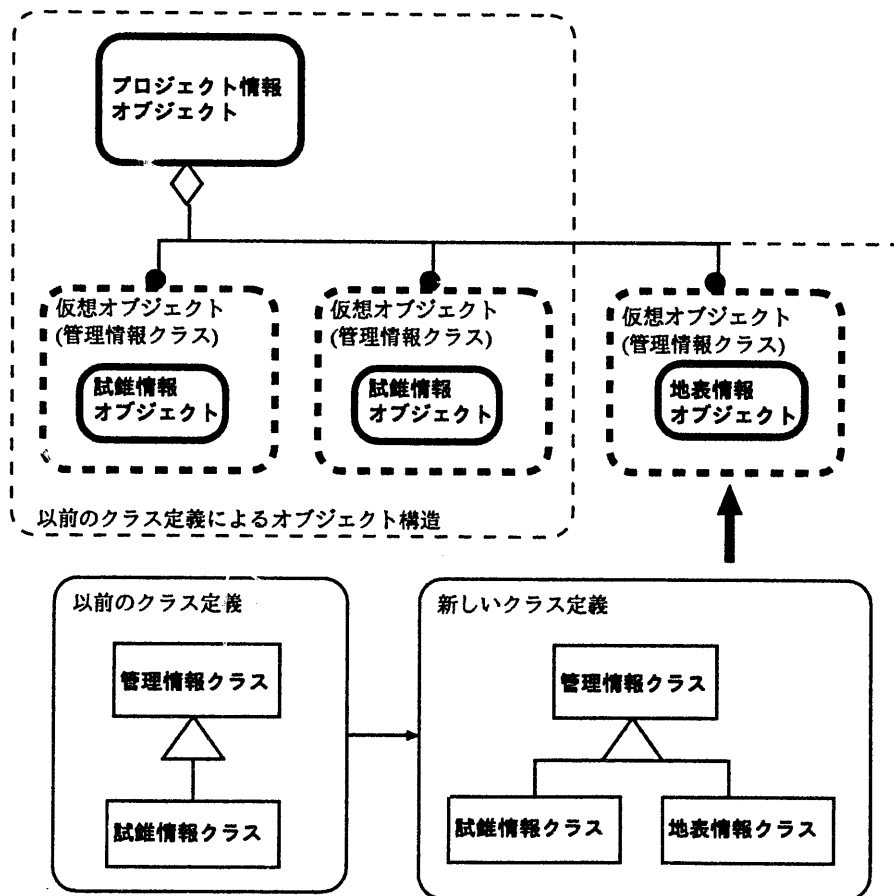 プロジェクト情報
オブジェクト
仮想オブジェクト
(管理情報クラス)
試錐情報
オブジェクト
仮想オブジェクト
(管理情報クラス)
試錐情報
オブジェクト
仮想オブジェクト
(管理情報クラス)
地表情報
オブジェクト
以前のクラス定義によるオブジェクト構造
以前のクラス定義
管理情報クラス
試錐情報クラス
新しいクラス定義
管理情報クラス
試錐情報クラス
地表情報クラス